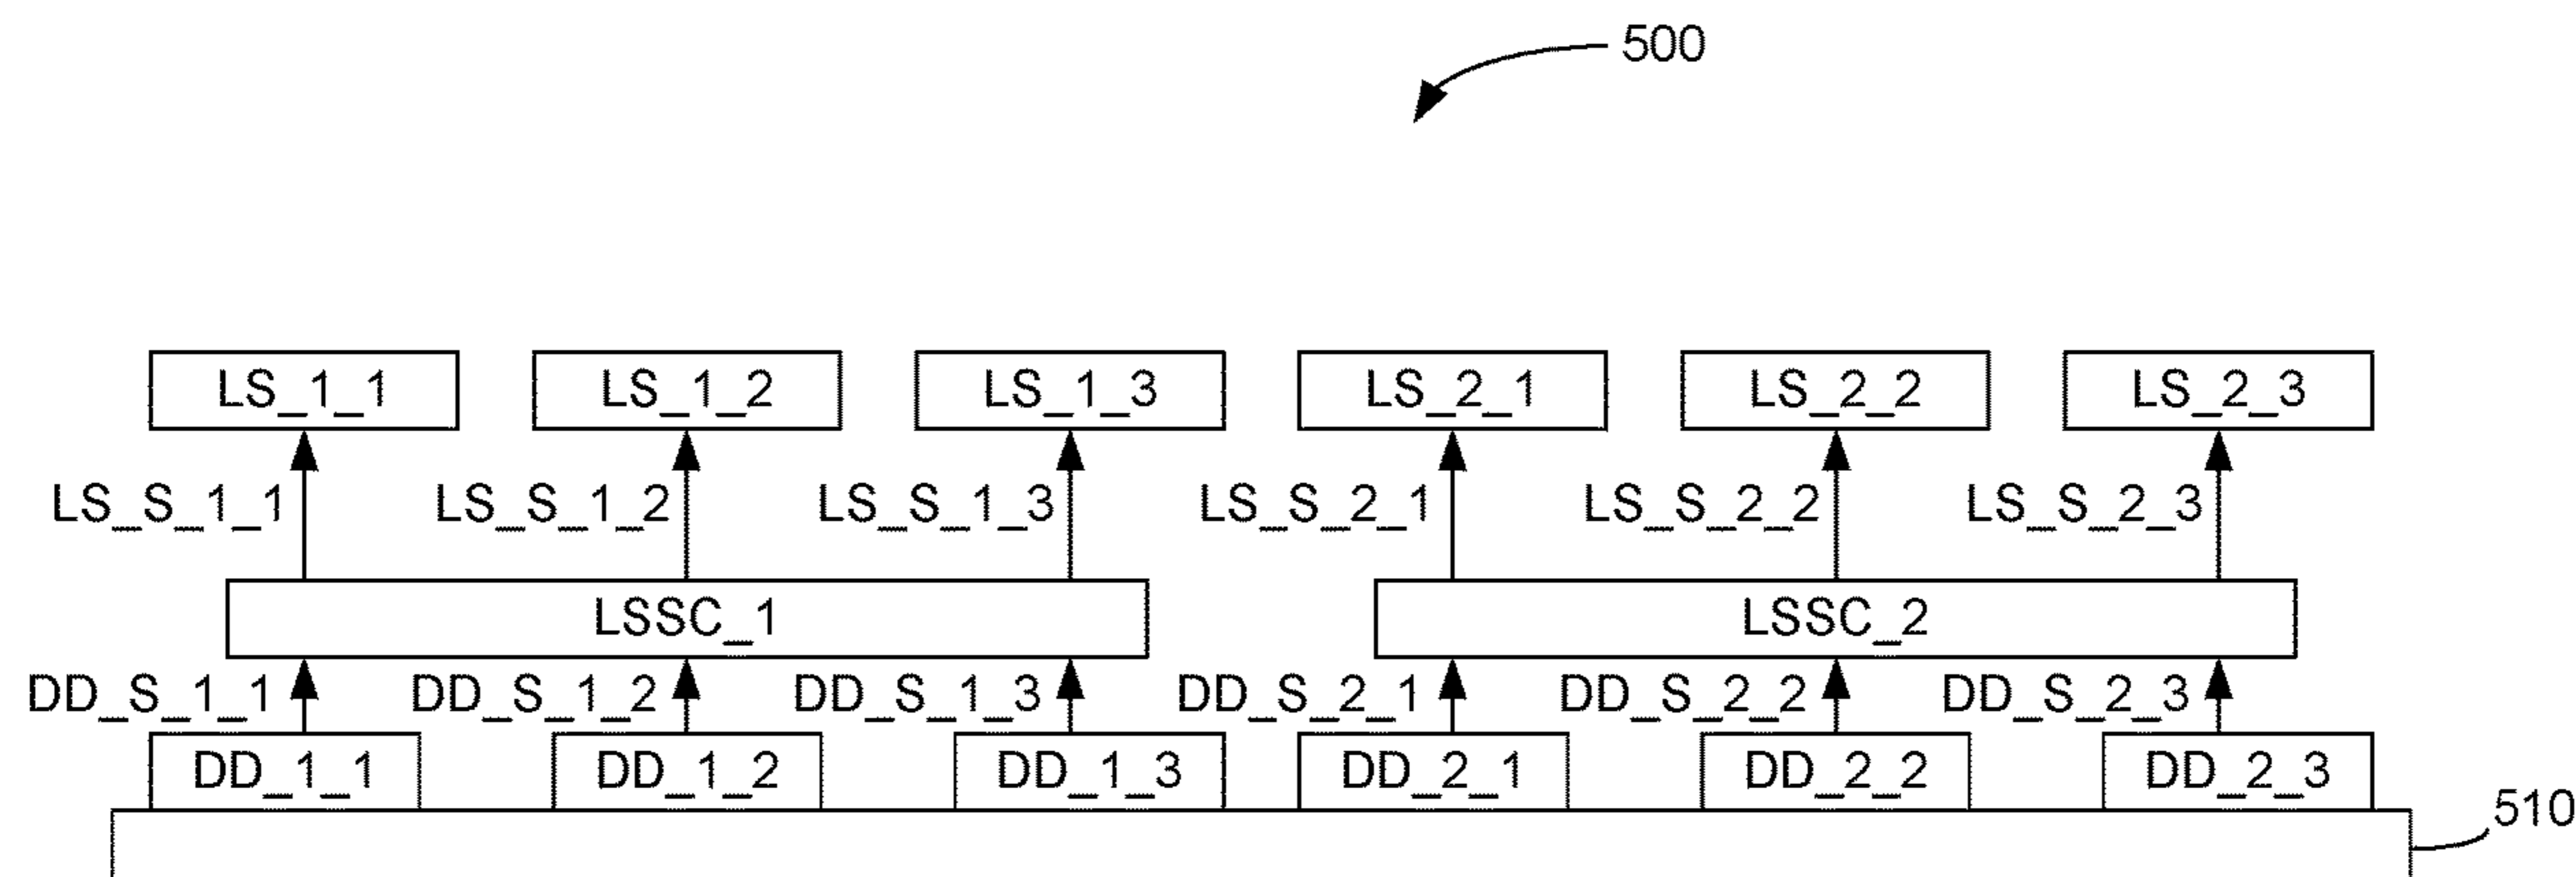 500
LS_1_1 LS_1_2 LS_1_3 LS_2_1 LS_2_2 LS_2_3
LS_S_1_1 LS_S_1_2 LS_S_1_3 LS_S_2_1 LS_S_2_2 LS_S_2_3
LSSC_1 LSSC_2
DD_S_1_1 DD_S_1_2 DD_S_1_3 DD_S_2_1 DD_S_2_2 DD_S_2_3
DD_1_1 DD_1_2 DD_1_3 DD_2_1 DD_2_2 DD_2_3
510